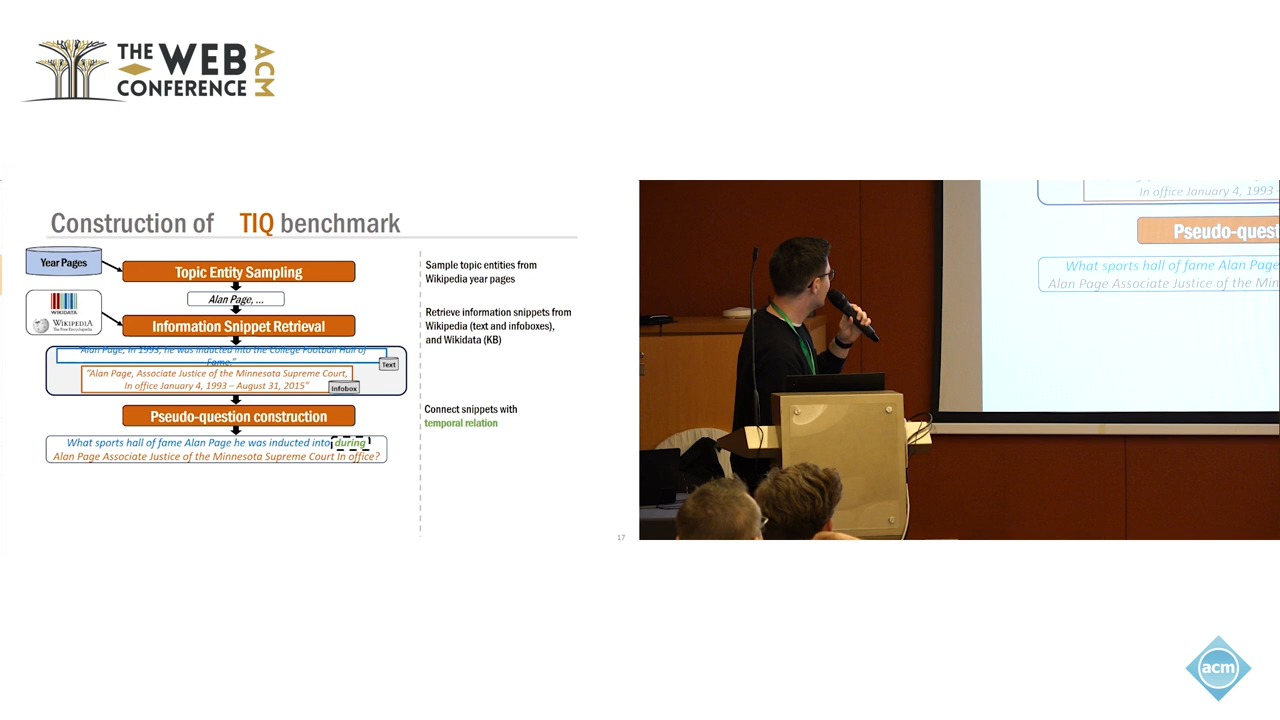 THE WEB
CONFERENCE
ACM
Construction of TIQ benchmark
Year Pages
Topic Entity Sampling
Sample topic entities from
Wikipedia year pages
Alan Page, ...
WIKIDATA
WIKIPEDIA
The Free Encyclopedia
Information Snippet Retrieval
Retrieve information snippets from
Wikipedia (text and infoboxes),
and Wikidata (KB)
"Alan Page, In 1993, he was inducted into the College Football Hall of
Fame."
Text
"Alan Page, Associate Justice of the Minnesota Supreme Court,
In office January 4, 1993 – August 31, 2015"
Infobox
Pseudo-question construction
Connect snippets with
temporal relation
What sports hall of fame Alan Page he was inducted into during
Alan Page Associate Justice of the Minnesota Supreme Court In office?
17
In office January 4, 1993 -
Pseudo-quest
What sports hall of fame Alan Page
Alan Page Associate Justice of the Min
acm